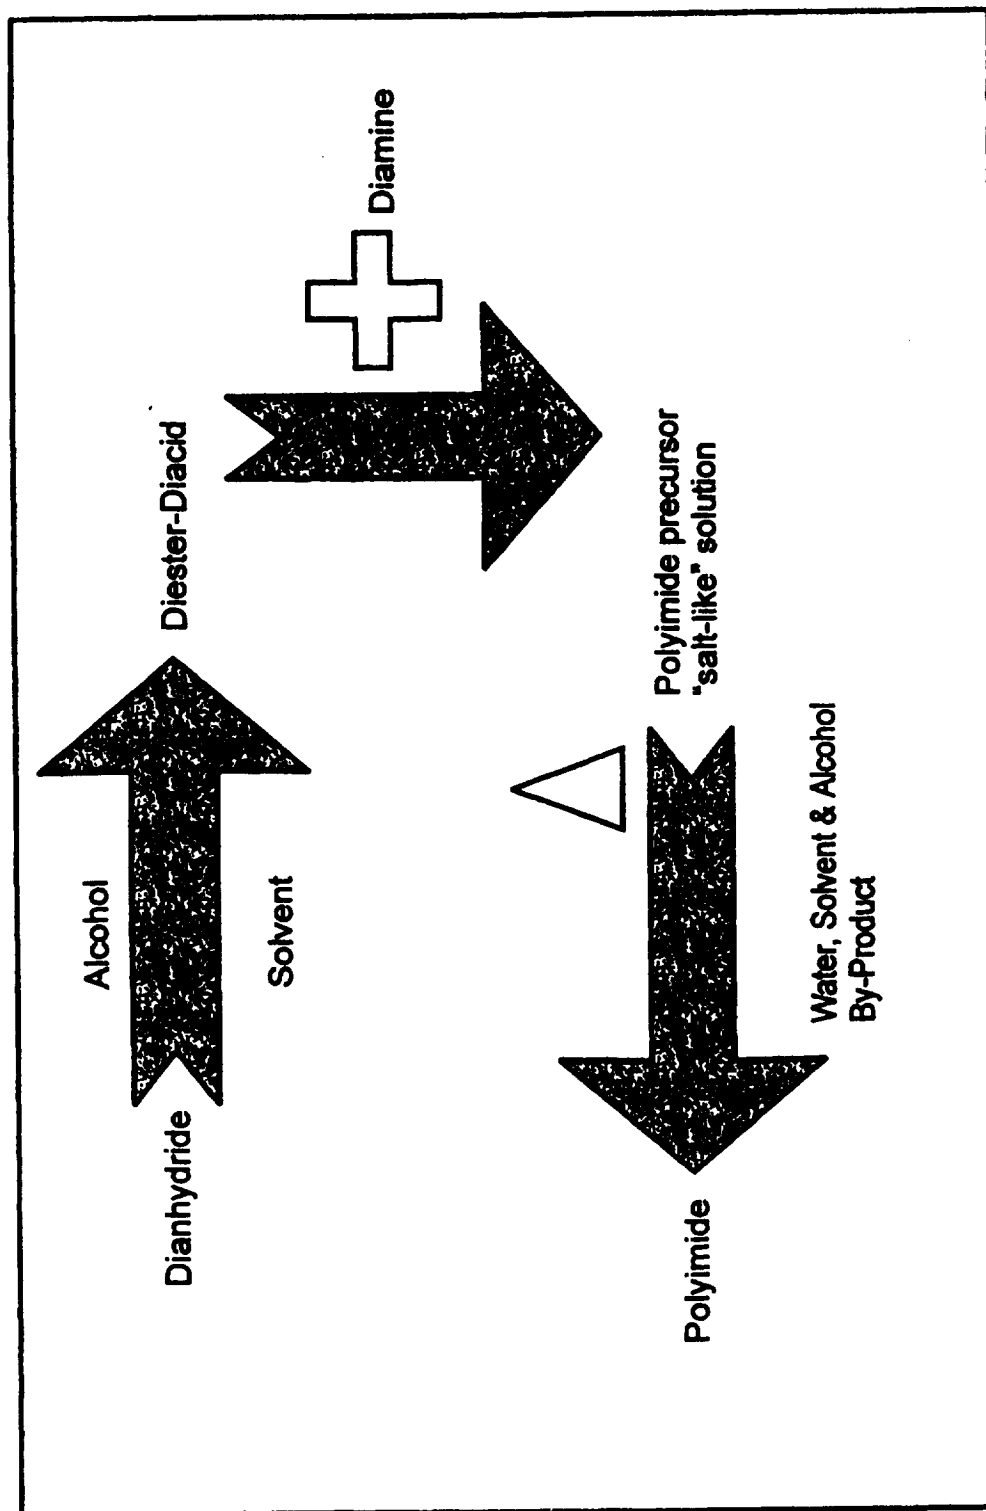 Alcohol
Dianhydride
Diester-Diacid
Solvent
Diamine
Polyimide precursor
"salt-like" solution
Polyimide
Water, Solvent & Alcohol
By-Product